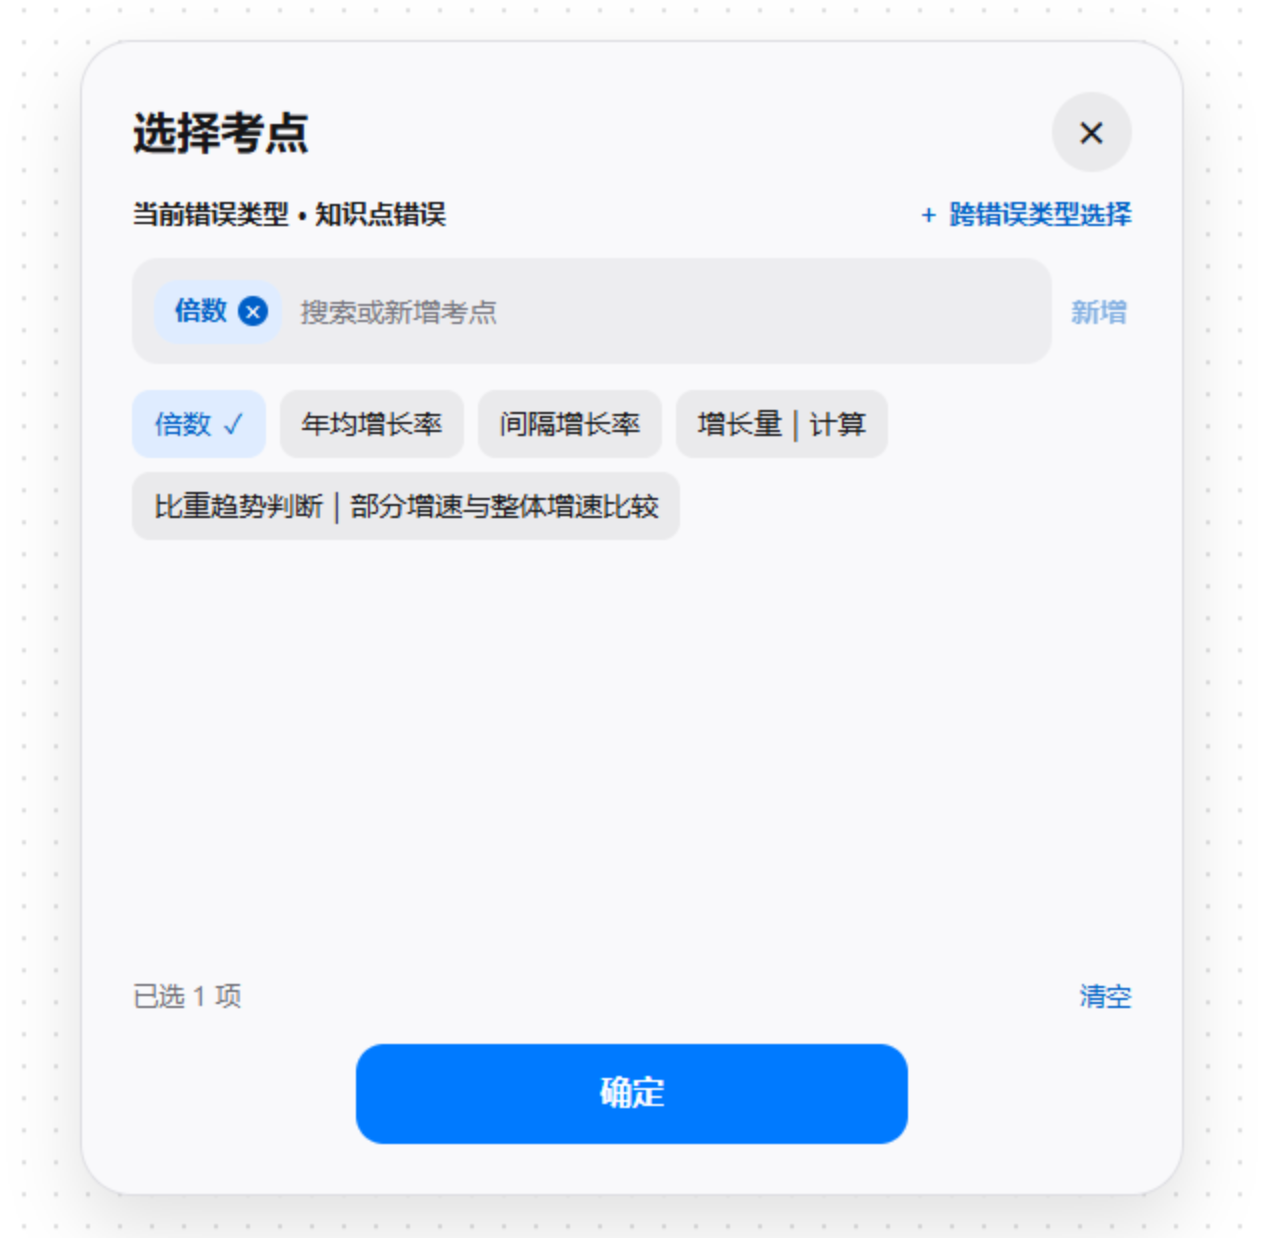 选择考点
当前错误类型 • 知识点错误
+ 跨错误类型选择
倍数 搜索或新增考点 新增
倍数 ✓ 年均增长率 间隔增长率 增长量 | 计算
比重趋势判断 | 部分增速与整体增速比较
已选 1 项 清空
确定